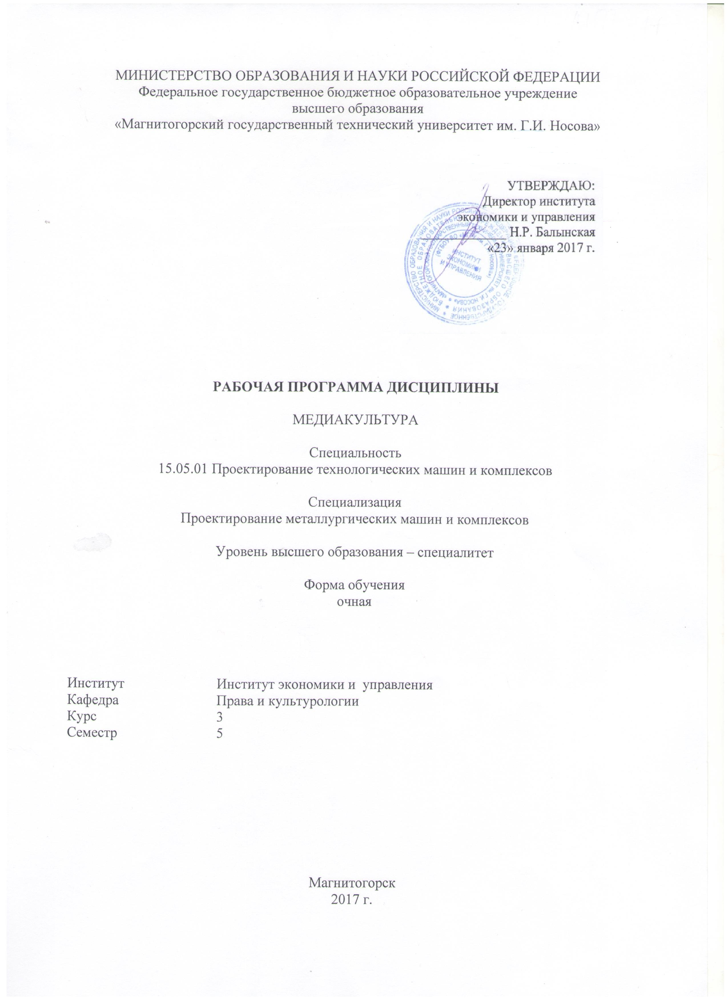 МИНИСТЕРСТВО ОБРАЗОВАНИЯ И НАУКИ РОССИЙСКОЙ ФЕДЕРАЦИИ
Федеральное государственное бюджетное образовательное учреждение
высшего образования
«Магнитогорский государственный технический университет им. Г.И. Носова»
УТВЕРЖДАЮ:
Директор института
экономики и управления
Н.Р. Балынская
«23» января 2017 г.
ИНСТИТУТ
ЭКОНОМИКИ
И УПРАВЛЕНИЯ
РАБОЧАЯ ПРОГРАММА ДИСЦИПЛИНЫ
МЕДИАКУЛЬТУРА
Специальность
15.05.01 Проектирование технологических машин и комплексов
Специализация
Проектирование металлургических машин и комплексов
Уровень высшего образования – специалитет
Форма обучения
очная
Институт Институт экономики и управления
Кафедра Права и культурологии
Курс 3
Семестр 5
Магнитогорск
2017 г.